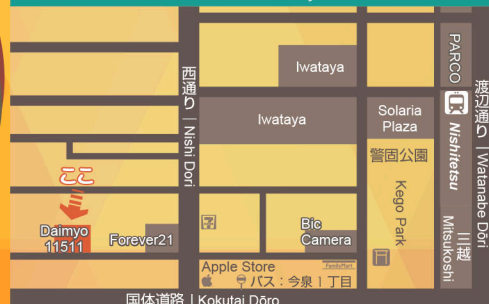 Iwataya
PARCO
西通り | Nishi Dori
Iwataya
Solaria
Plaza
Nishitetsu
渡辺通り | Watanabe Dōri
警固公園
Kego Park
ここ
Daimyo
11511
Forever21
7
Bic
Camera
三越
Mitsukoshi
Apple Store
FamilyMart
バス：今泉1丁目
国体道路 | Kokutai Dōro